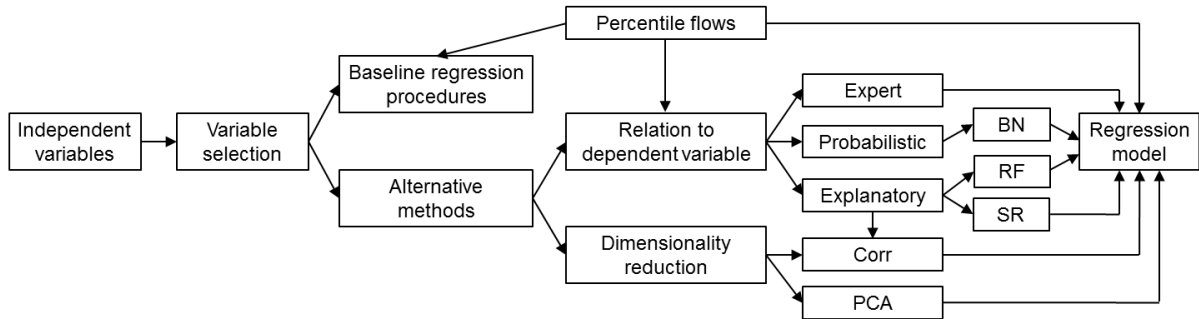 Percentile flows
Baseline regression
procedures
Independent
variables
Variable
selection
Alternative
methods
Relation to
dependent variable
Dimensionality
reduction
Expert
Probabilistic
Explanatory
Corr
PCA
BN
RF
SR
Regression
model